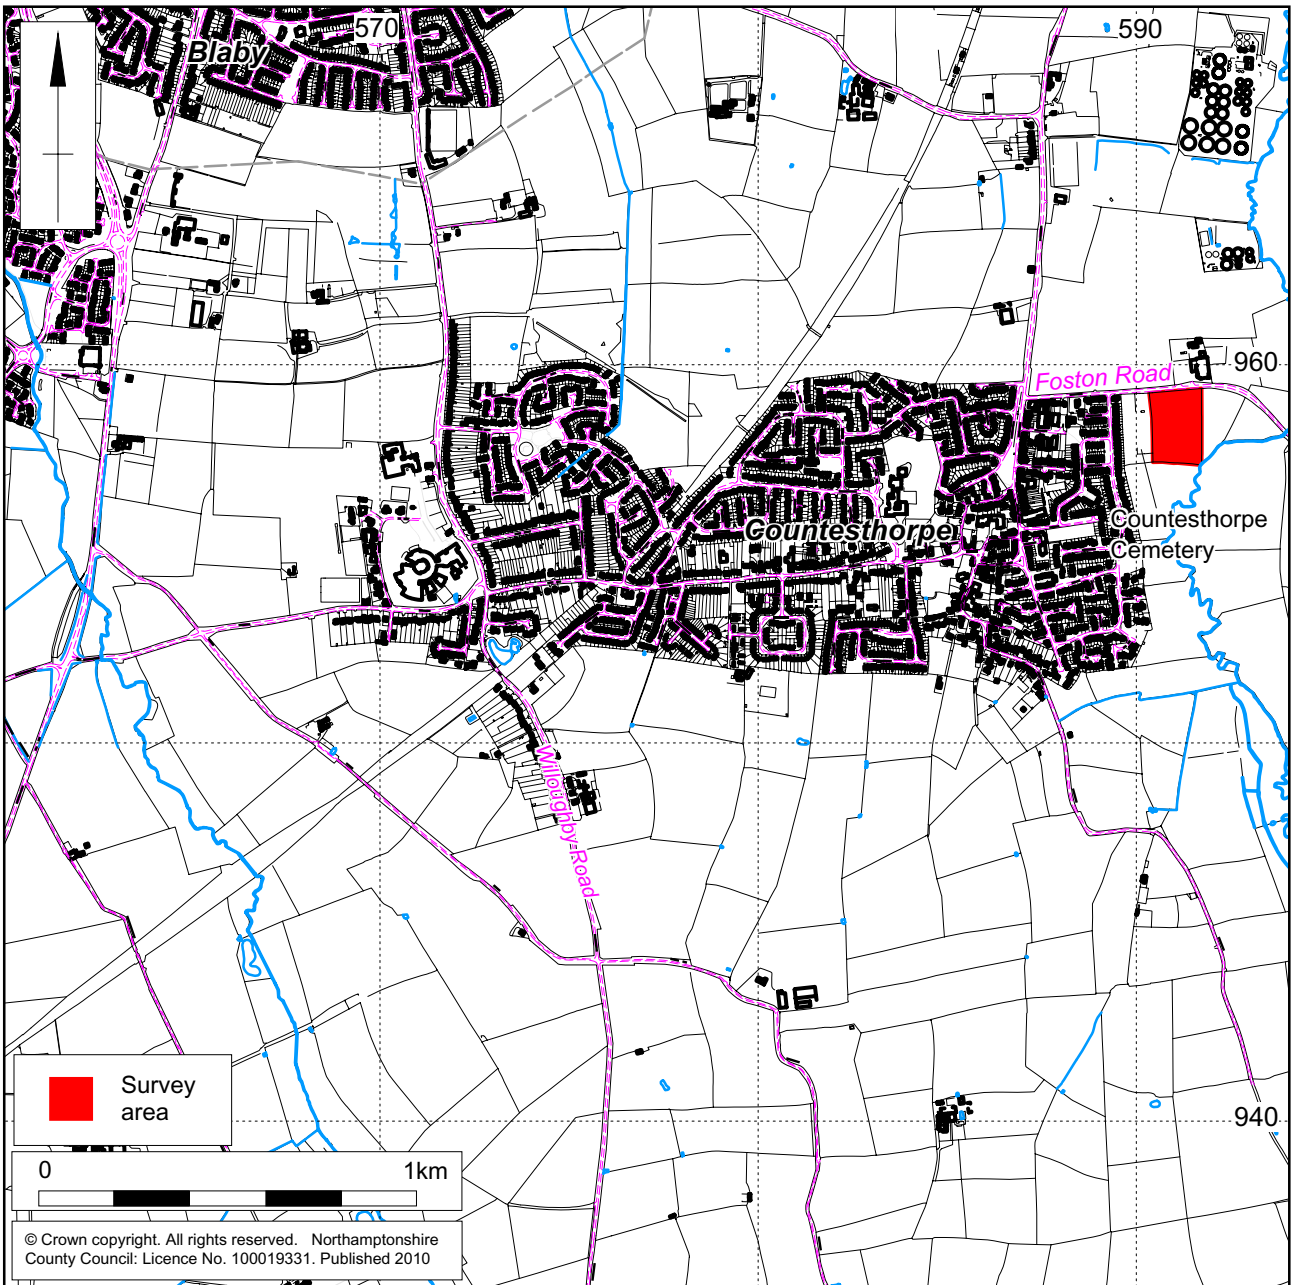 570
590
Blaby
960
Foston Road
Countesthorpe
Countesthorpe
Cemetery
Willoughby Road
Survey
area
940
0 1km
© Crown copyright. All rights reserved. Northamptonshire
County Council: Licence No. 100019331. Published 2010